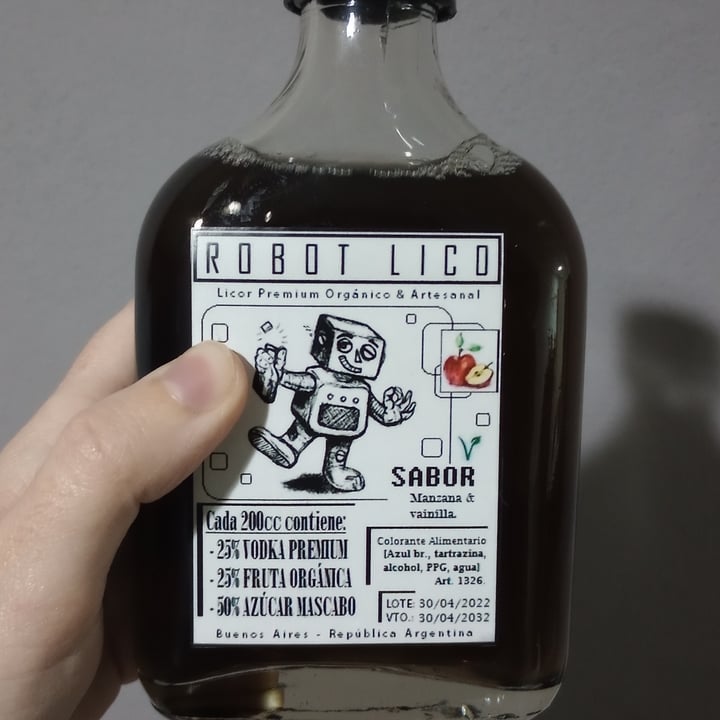 ROBOT LICO
Licor Premium Orgánico & Artesanal
SABOR
Manzana &
vainilla.
Cada 200cc contiene:
- 25% VODKA PREMIUM
- 25% FRUTA ORGÁNICA
- 50% AZÚCAR MASCABO
Colorante Alimentario
[Azul br., tartrazina,
alcohol, PPG, agua]
Art. 1326.
LOTE: 30/04/2022
VTO.: 30/04/2032
Buenos Aires - República Argentina